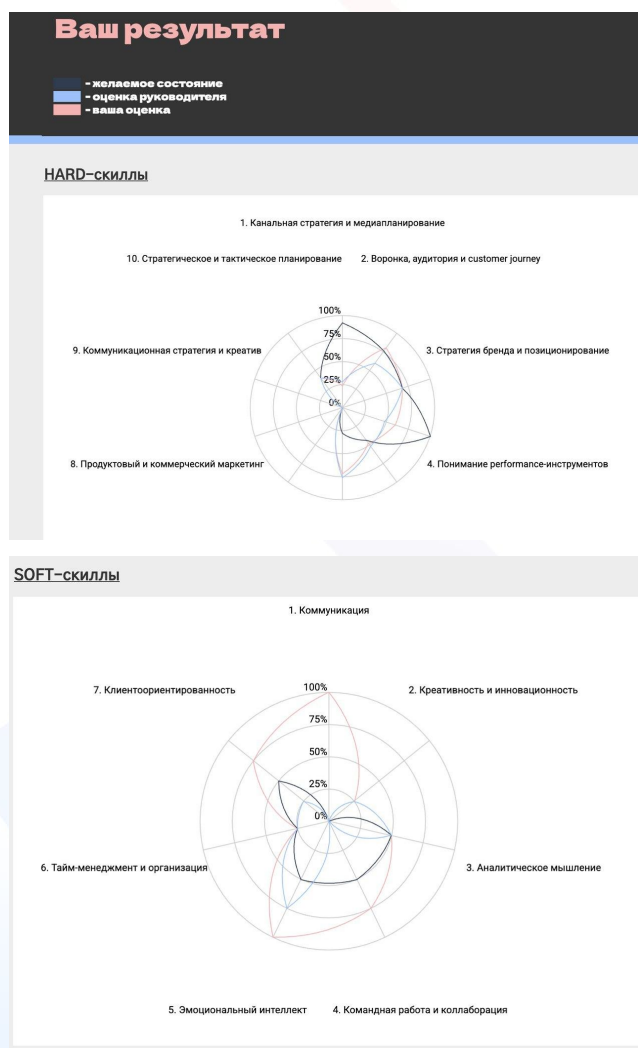 Ваш результат
- желаемое состояние
- оценка руководителя
- ваша оценка
HARD-скиллы
1. Канальная стратегия и медиапланирование
10. Стратегическое и тактическое планирование
2. Воронка, аудитория и customer journey
100%
75%
9. Коммуникационная стратегия и креатив
3. Стратегия бренда и позиционирование
50%
25%
0%
8. Продуктовый и коммерческий маркетинг
4. Понимание performance-инструментов
SOFT-скиллы
1. Коммуникация
7. Клиентоориентированность
100%
2. Креативность и инновационность
75%
50%
25%
0%
6. Тайм-менеджмент и организация
3. Аналитическое мышление
5. Эмоциональный интеллект
4. Командная работа и коллаборация